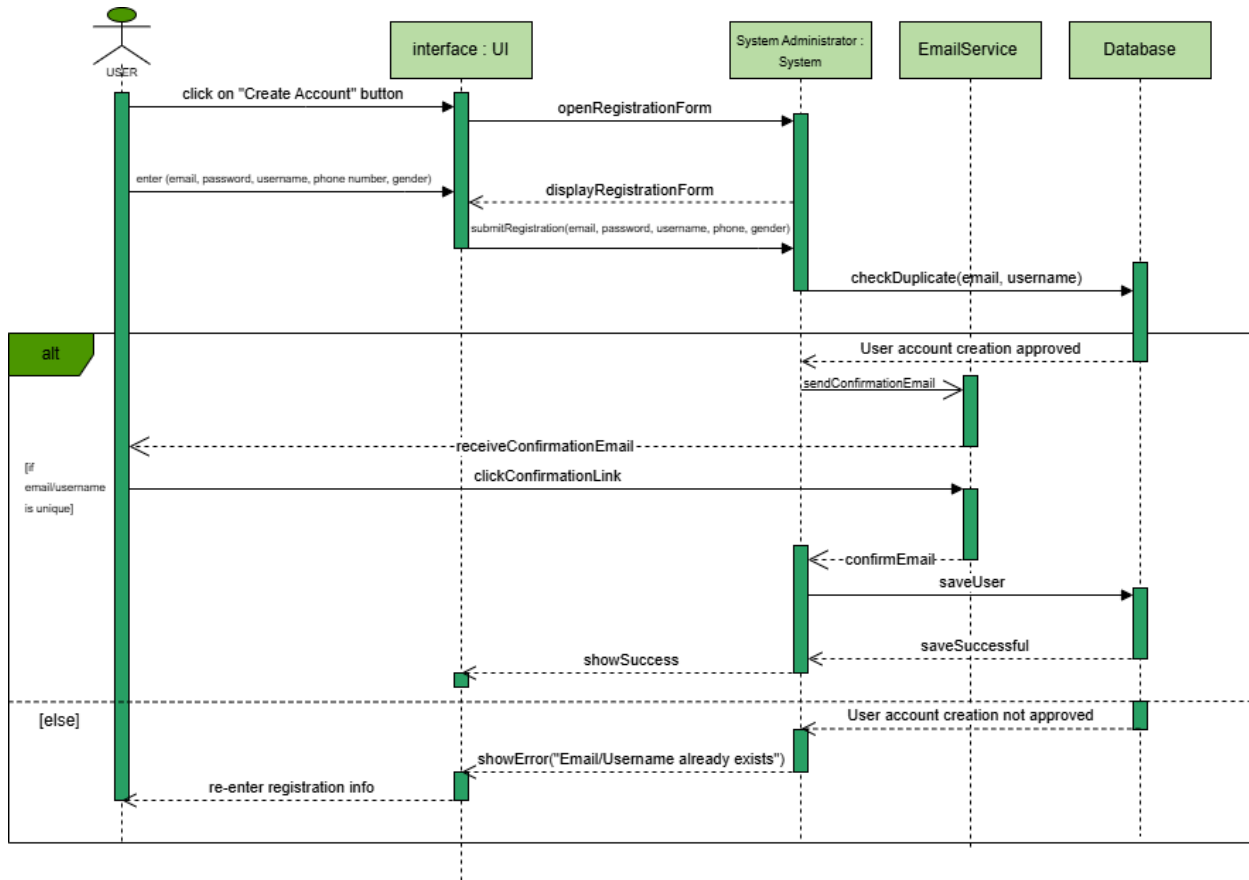 USER
interface : UI
System Administrator :
System
EmailService
Database
click on "Create Account" button
openRegistrationForm
enter (email, password, username, phone number, gender)
displayRegistrationForm
submitRegistration(email, password, username, phone, gender)
checkDuplicate(email, username)
alt
User account creation approved
sendConfirmationEmail
receiveConfirmationEmail
[if
email/username
is unique]
clickConfirmationLink
confirmEmail
saveUser
saveSuccessful
showSuccess
[else]
User account creation not approved
showError("Email/Username already exists")
re-enter registration info